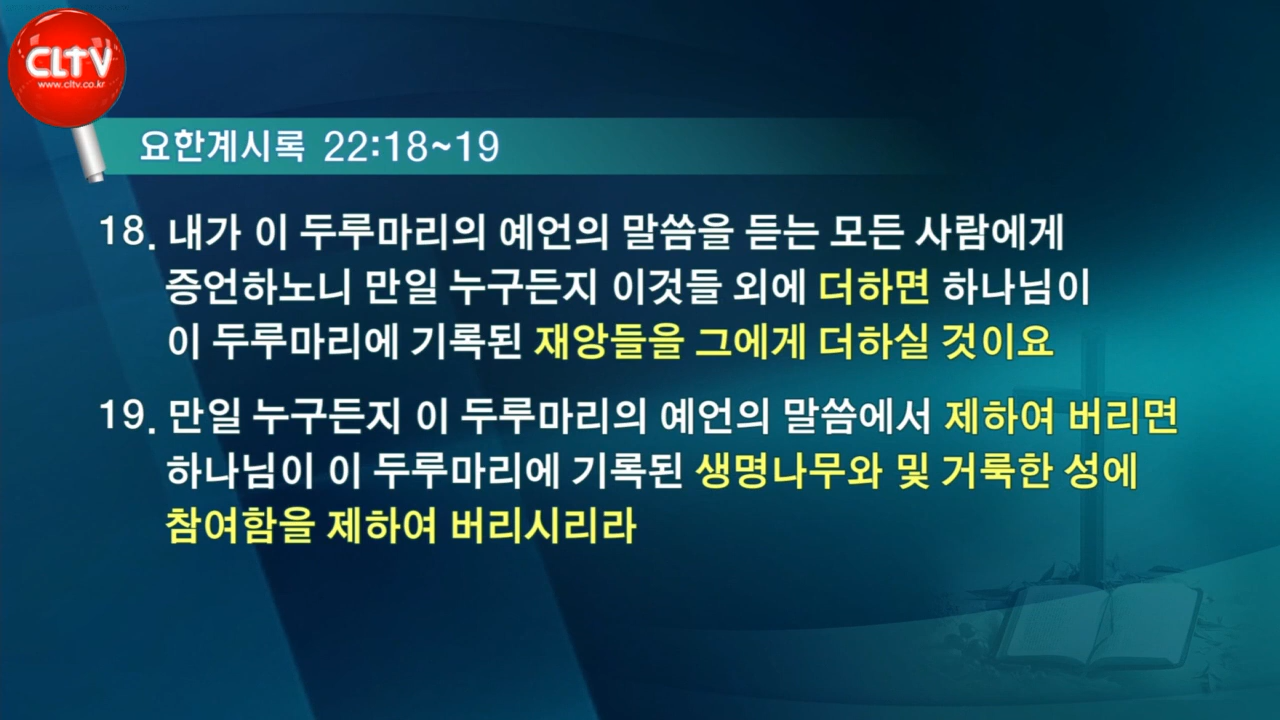 CLTV
www.cltv.co.kr
요한계시록 22:18~19
18. 내가 이 두루마리의 예언의 말씀을 듣는 모든 사람에게
증언하노니 만일 누구든지 이것들 외에 더하면 하나님이
이 두루마리에 기록된 재앙들을 그에게 더하실 것이요
19. 만일 누구든지 이 두루마리의 예언의 말씀에서 제하여 버리면
하나님이 이 두루마리에 기록된 생명나무와 및 거룩한 성에
참여함을 제하여 버리시리라